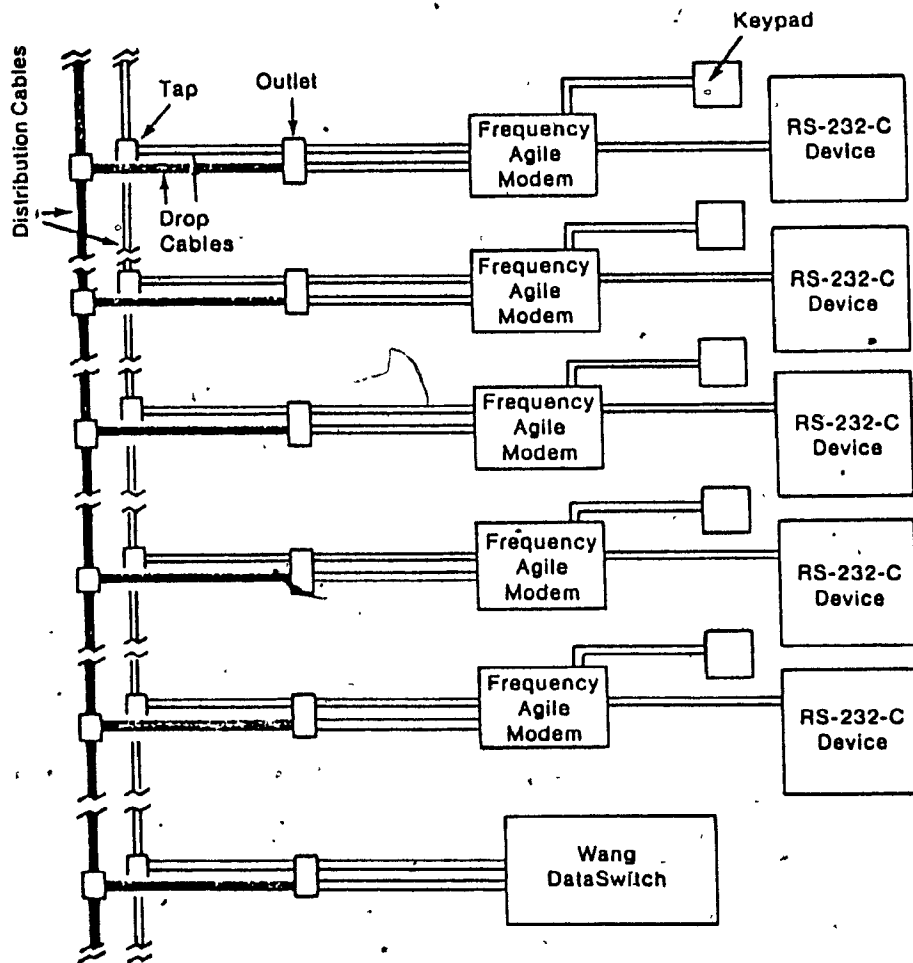 Keypad
Distribution Cables
Tap
Outlet
Frequency
Agile
Modem
RS-232-C
Device
Drop
Cables
Frequency
Agile
Modem
RS-232-C
Device
Frequency
Agile
Modem
RS-232-C
Device
Frequency
Agile
Modem
RS-232-C
Device
Frequency
Agile
Modem
RS-232-C
Device
Wang
DataSwitch